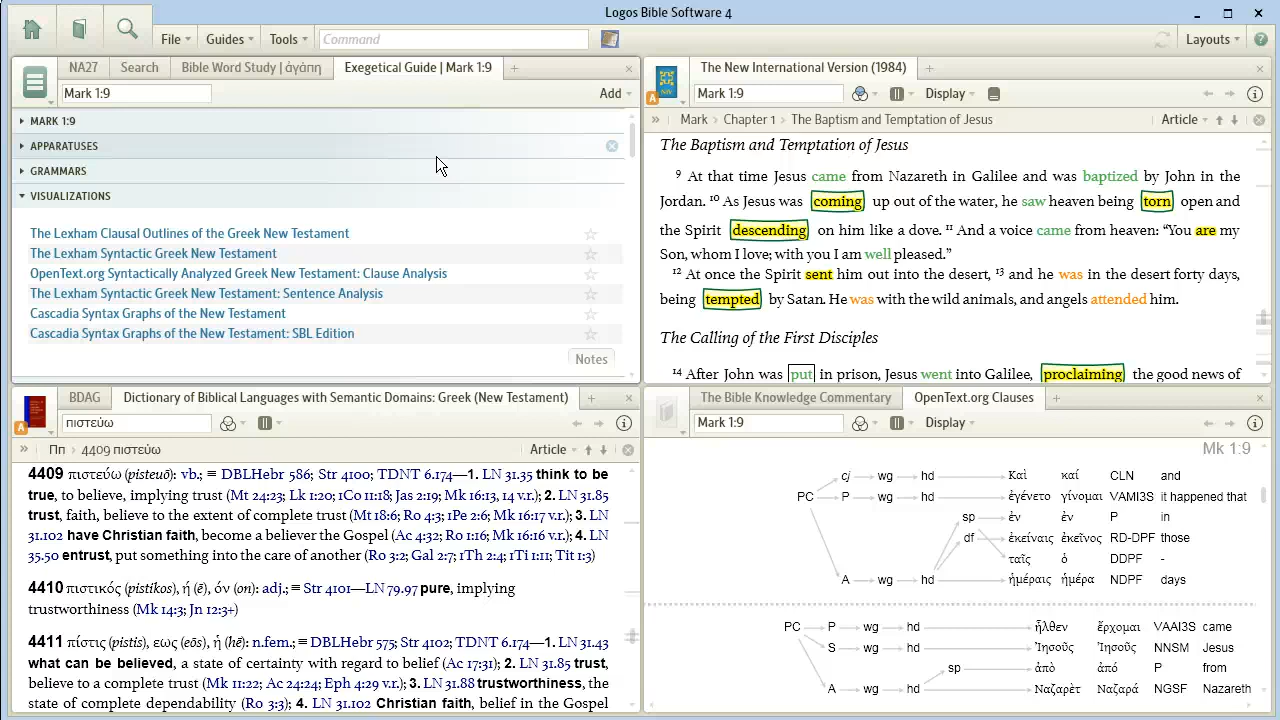 Logos Bible Software 4
File Guides Tools Command Layouts
NA27 Search Bible Word Study | ἀγάπη Exegetical Guide | Mark 1:9
Mark 1:9 Add
MARK 1:9
APPARATUSES
GRAMMARS
VISUALIZATIONS
The Lexham Clausal Outlines of the Greek New Testament
The Lexham Syntactic Greek New Testament
OpenText.org Syntactically Analyzed Greek New Testament: Clause Analysis
The Lexham Syntactic Greek New Testament: Sentence Analysis
Cascadia Syntax Graphs of the New Testament
Cascadia Syntax Graphs of the New Testament: SBL Edition
Notes
The New International Version (1984)
Mark 1:9 Display
» Mark › Chapter 1 › The Baptism and Temptation of Jesus Article
The Baptism and Temptation of Jesus
9 At that time Jesus came from Nazareth in Galilee and was baptized by John in the
Jordan. 10 As Jesus was coming up out of the water, he saw heaven being torn open and
the Spirit descending on him like a dove. 11 And a voice came from heaven: “You are my
Son, whom I love; with you I am well pleased.”
12 At once the Spirit sent him out into the desert, 13 and he was in the desert forty days,
being tempted by Satan. He was with the wild animals, and angels attended him.
The Calling of the First Disciples
14 After John was put in prison, Jesus went into Galilee, proclaiming the good news of
BDAG Dictionary of Biblical Languages with Semantic Domains: Greek (New Testament)
πιστεύω
» Ππ › 4409 πιστεύω Article
4409 πιστεύω (pisteuō): vb.; ≡ DBLHebr 586; Str 4100; TDNT 6.174—1. LN 31.35 think to be
true, to believe, implying trust (Mt 24:23; Lk 1:20; 1Co 11:18; Jas 2:19; Mk 16:13, 14 v.r.); 2. LN 31.85
trust, faith, believe to the extent of complete trust (Mt 18:6; Ro 4:3; 1Pe 2:6; Mk 16:17 v.r.); 3. LN
31.102 have Christian faith, become a believer the Gospel (Ac 4:32; Ro 1:16; Mk 16:16 v.r.); 4. LN
35.50 entrust, put something into the care of another (Ro 3:2; Gal 2:7; 1Th 2:4; 1Ti 1:11; Tit 1:3)
4410 πιστικός (pistikos), ή (ē), όν (on): adj.; ≡ Str 4101—LN 79.97 pure, implying
trustworthiness (Mk 14:3; Jn 12:3+)
4411 πίστις (pistis), εως (eōs), ἡ (hē): n.fem.; ≡ DBLHebr 575; Str 4102; TDNT 6.174—1. LN 31.43
what can be believed, a state of certainty with regard to belief (Ac 17:31); 2. LN 31.85 trust,
believe to a complete trust (Mk 11:22; Ac 24:24; Eph 4:29 v.r.); 3. LN 31.88 trustworthiness, the
state of complete dependability (Ro 3:3); 4. LN 31.102 Christian faith, belief in the Gospel
The Bible Knowledge Commentary OpenText.org Clauses
Mark 1:9 Display
Mk 1:9
cj wg hd Καὶ καί CLN and
PC P wg hd ἐγένετο γίνομαι VAMI3S it happened that
sp ἐν ἐν P in
df ἐκείναις ἐκεῖνος RD-DPF those
ταῖς ὁ DDPF -
A wg hd ἡμέραις ἡμέρα NDPF days
PC P wg hd ἦλθεν ἔρχομαι VAAI3S came
S wg hd Ἰησοῦς Ἰησοῦς NNSM Jesus
sp ἀπὸ ἀπό P from
A wg hd Ναζαρὲτ Ναζαρά NGSF Nazareth